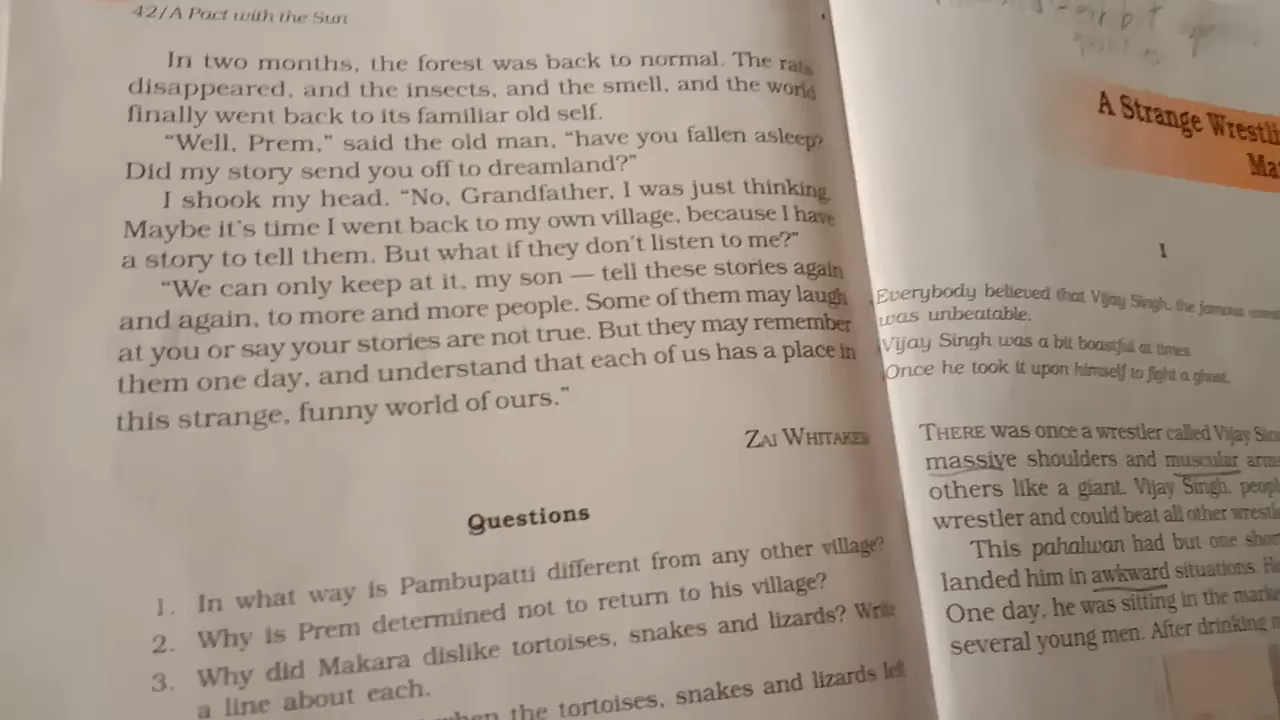 42/A Pact with the Sun
In two months, the forest was back to normal. The rats
disappeared, and the insects, and the smell, and the world
finally went back to its familiar old self.
"Well, Prem," said the old man, "have you fallen asleep?
Did my story send you off to dreamland?"
I shook my head. "No, Grandfather, I was just thinking
Maybe it's time I went back to my own village, because I have
a story to tell them. But what if they don't listen to me?"
"We can only keep at it, my son — tell these stories again
and again, to more and more people. Some of them may laugh
at you or say your stories are not true. But they may remember
them one day, and understand that each of us has a place in
this strange, funny world of ours."
ZAI WHITAKER
Questions
1. In what way is Pambupatti different from any other village?
2. Why is Prem determined not to return to his village?
3. Why did Makara dislike tortoises, snakes and lizards? Write
a line about each.
when the tortoises, snakes and lizards left
A Strange
1
Everybody believed that Vijay Singh, the famous
was unbeatable.
Vijay Singh was a bit boastful at times
Once he took it upon himself to fight a ghost.
THERE was once a wrestler called Vijay
massive shoulders and muscular
others like a giant. Vijay Singh,
wrestler and could beat all other
This pahalwan had but one
landed him in awkward situations.
One day, he was sitting in the
several young men. After drinking